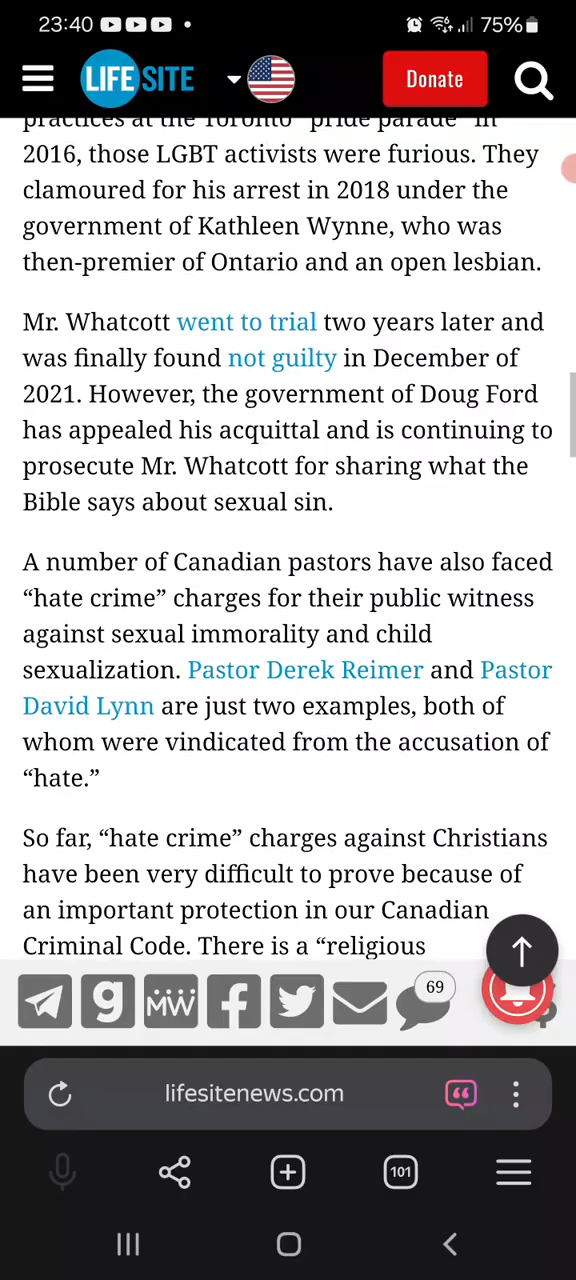 23:40
75%
LIFE SITE
Donate
practices at the Toronto “pride parade” in
2016, those LGBT activists were furious. They
clamoured for his arrest in 2018 under the
government of Kathleen Wynne, who was
then-premier of Ontario and an open lesbian.
Mr. Whatcott went to trial two years later and
was finally found not guilty in December of
2021. However, the government of Doug Ford
has appealed his acquittal and is continuing to
prosecute Mr. Whatcott for sharing what the
Bible says about sexual sin.
A number of Canadian pastors have also faced
“hate crime” charges for their public witness
against sexual immorality and child
sexualization. Pastor Derek Reimer and Pastor
David Lynn are just two examples, both of
whom were vindicated from the accusation of
“hate.”
So far, “hate crime” charges against Christians
have been very difficult to prove because of
an important protection in our Canadian
Criminal Code. There is a “religious
g
MW
f
69
lifesitenews.com
101